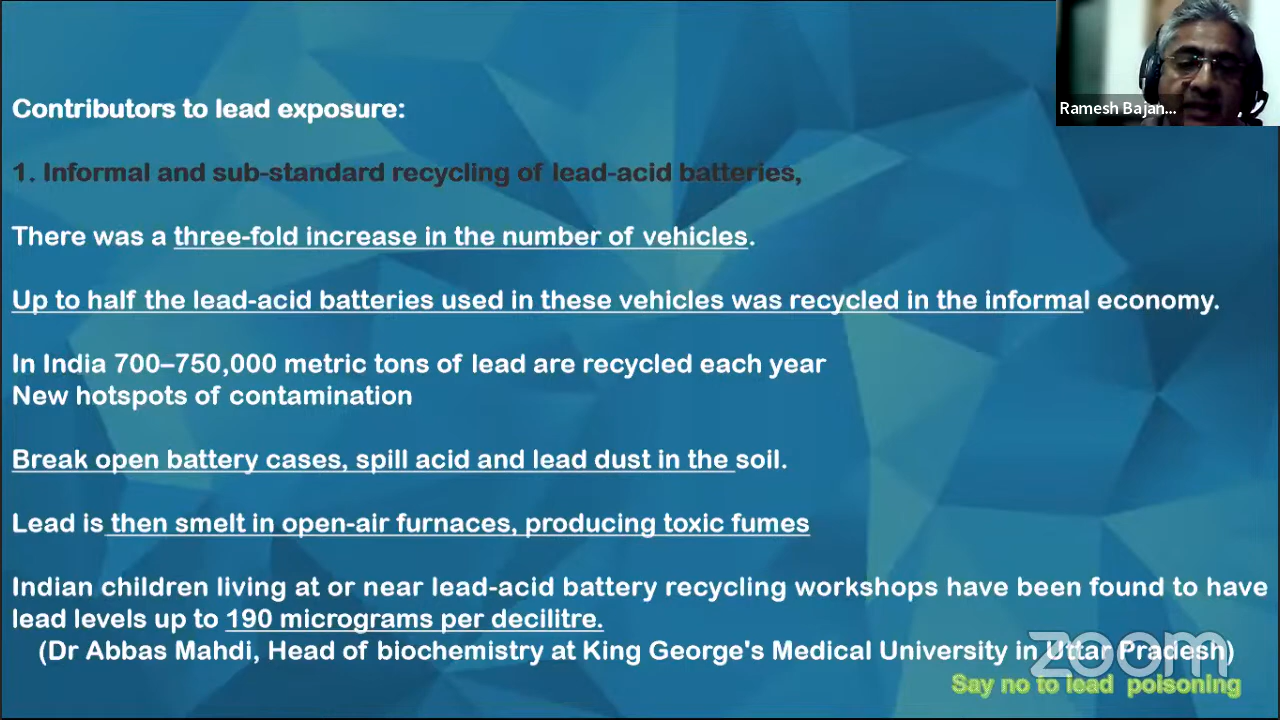 Ramesh Bajan...
Contributors to lead exposure:
1. Informal and sub-standard recycling of lead-acid batteries,
There was a three-fold increase in the number of vehicles.
Up to half the lead-acid batteries used in these vehicles was recycled in the informal economy.
In India 700–750,000 metric tons of lead are recycled each year
New hotspots of contamination
Break open battery cases, spill acid and lead dust in the soil.
Lead is then smelt in open-air furnaces, producing toxic fumes
Indian children living at or near lead-acid battery recycling workshops have been found to have
lead levels up to 190 micrograms per decilitre.
(Dr Abbas Mahdi, Head of biochemistry at King George's Medical University in Uttar Pradesh)
zoom
Say no to lead poisoning